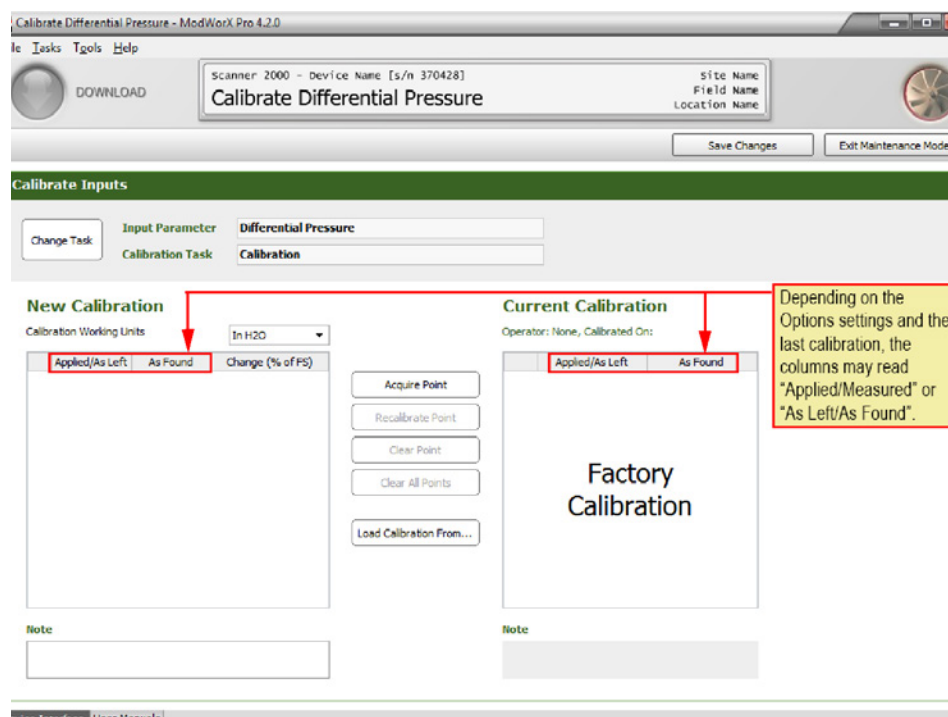 Calibrate Differential Pressure - ModWorX Pro 4.2.0
Tasks Tools Help
DOWNLOAD
Scanner 2000 - Device Name [s/n 370428]
Calibrate Differential Pressure
Site Name
Field Name
Location Name
Save Changes
Exit Maintenance Mode
Calibrate Inputs
Change Task
Input Parameter
Differential Pressure
Calibration Task
Calibration
New Calibration
Calibration Working Units
In H2O
Applied/As Left As Found Change (% of FS)
Acquire Point
Recalibrate Point
Clear Point
Clear All Points
Load Calibration From...
Note
Current Calibration
Operator: None, Calibrated On:
Applied/As Left As Found
Factory
Calibration
Note
Depending on the
Options settings and the
last calibration, the
columns may read
"Applied/Measured" or
"As Left/As Found".
User Manuals